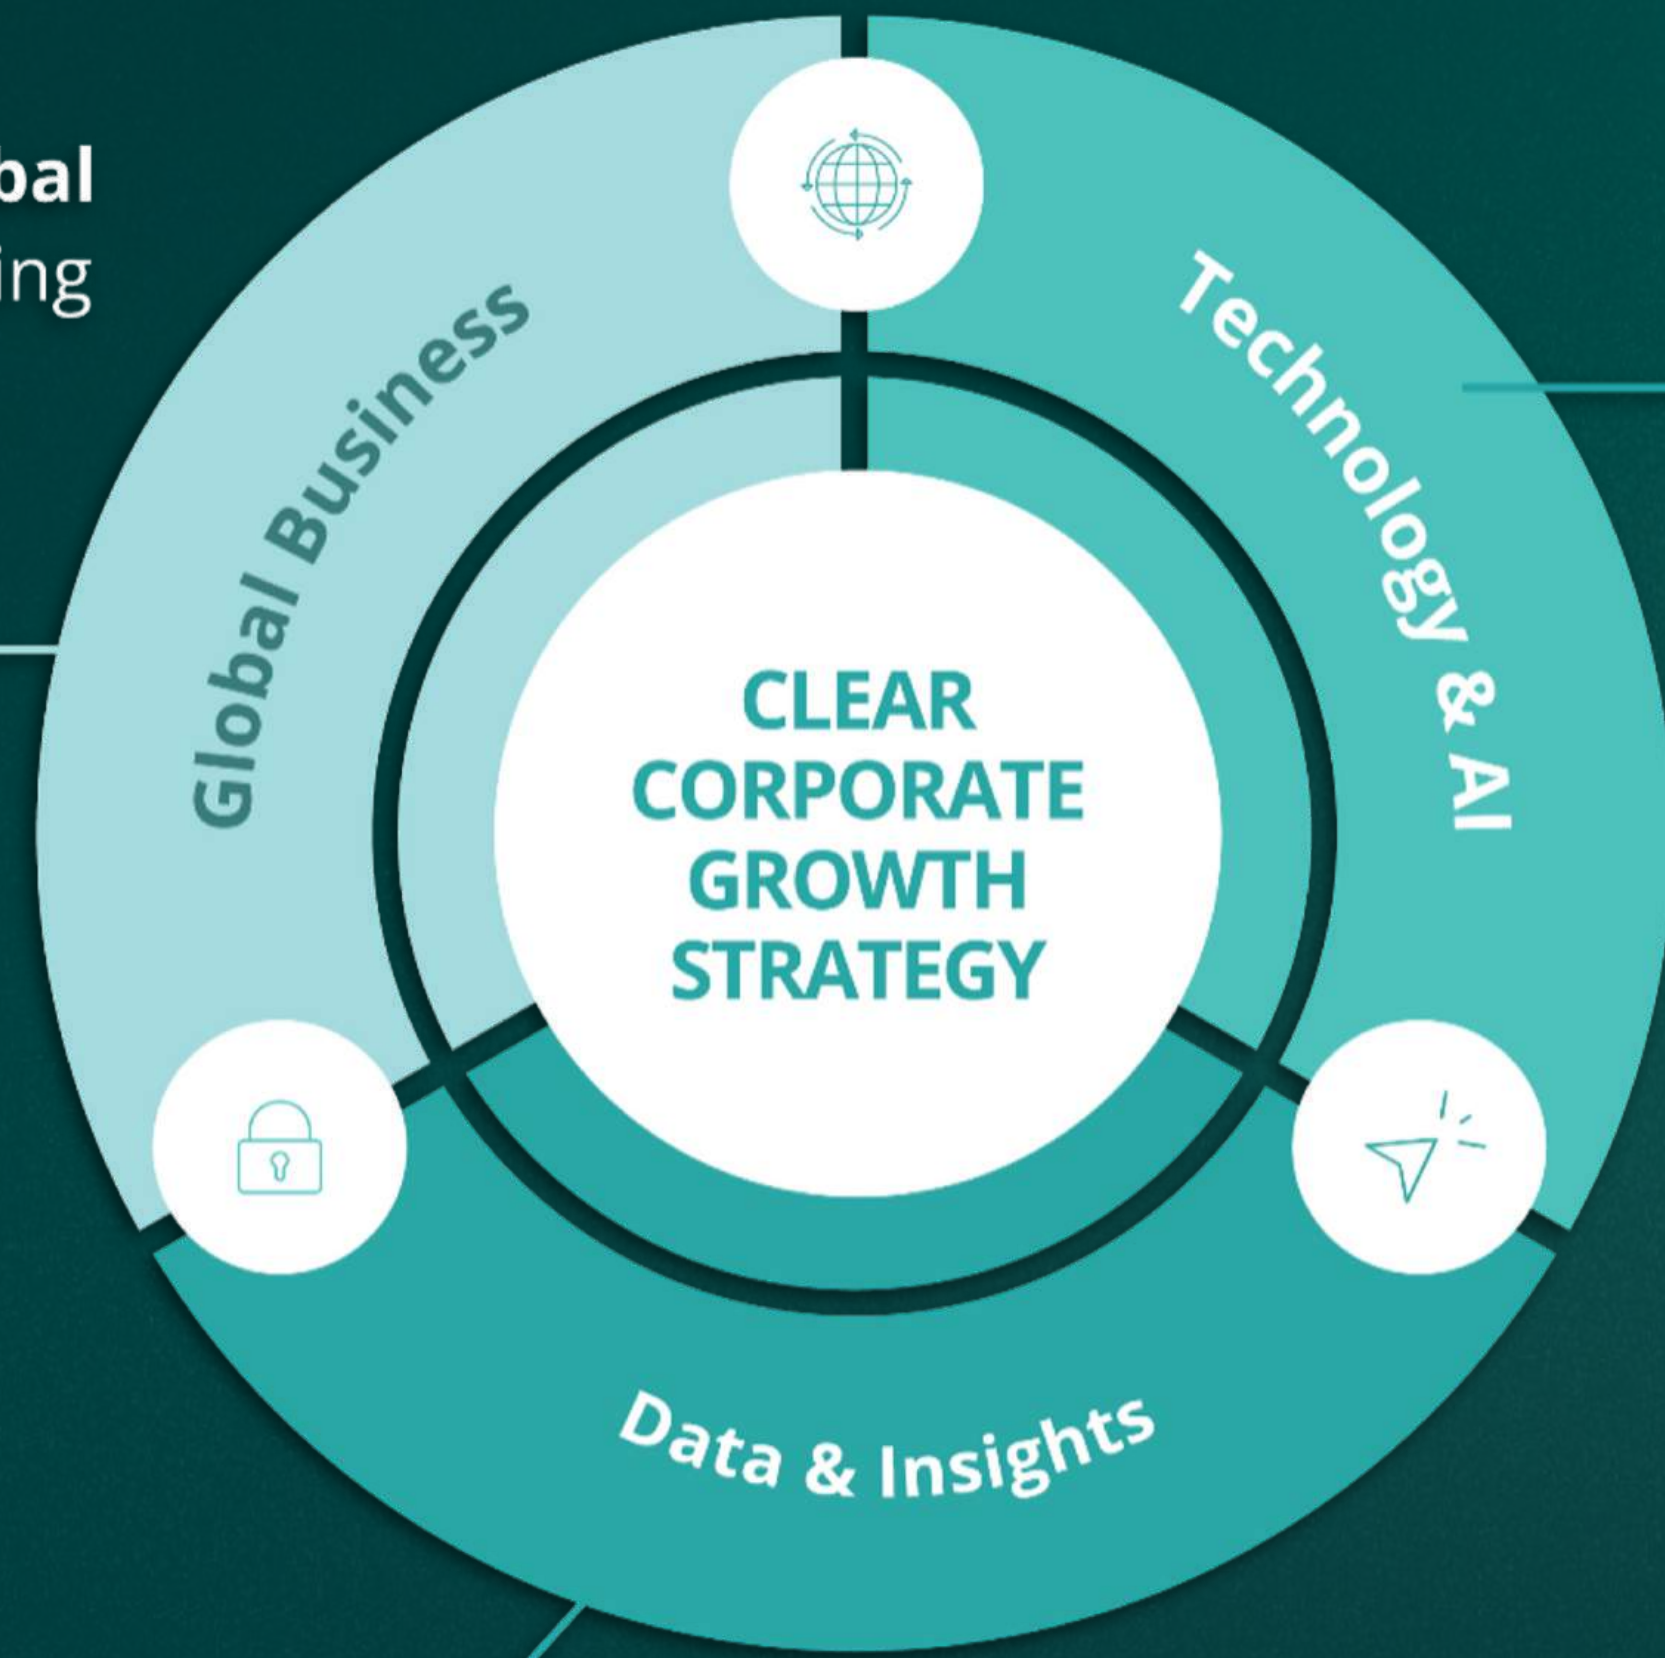 bal
ing
Global Business
Technology & AI
CLEAR
CORPORATE
GROWTH
STRATEGY
Data & Insights